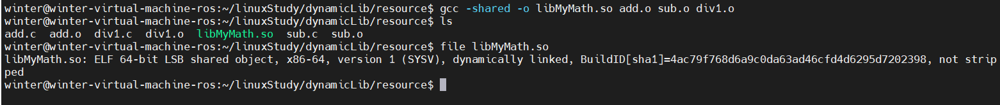 winter@winter-virtual-machine-ros:~/linuxStudy/dynamicLib/resource$ gcc -shared -o libMyMath.so add.o sub.o div1.o
winter@winter-virtual-machine-ros:~/linuxStudy/dynamicLib/resource$ ls
add.c  add.o  div1.c  div1.o  libMyMath.so  sub.c  sub.o
winter@winter-virtual-machine-ros:~/linuxStudy/dynamicLib/resource$ file libMyMath.so
libMyMath.so: ELF 64-bit LSB shared object, x86-64, version 1 (SYSV), dynamically linked, BuildID[sha1]=4ac79f768d6a9c0da63ad46cfd4d6295d7202398, not strip
ped
winter@winter-virtual-machine-ros:~/linuxStudy/dynamicLib/resource$